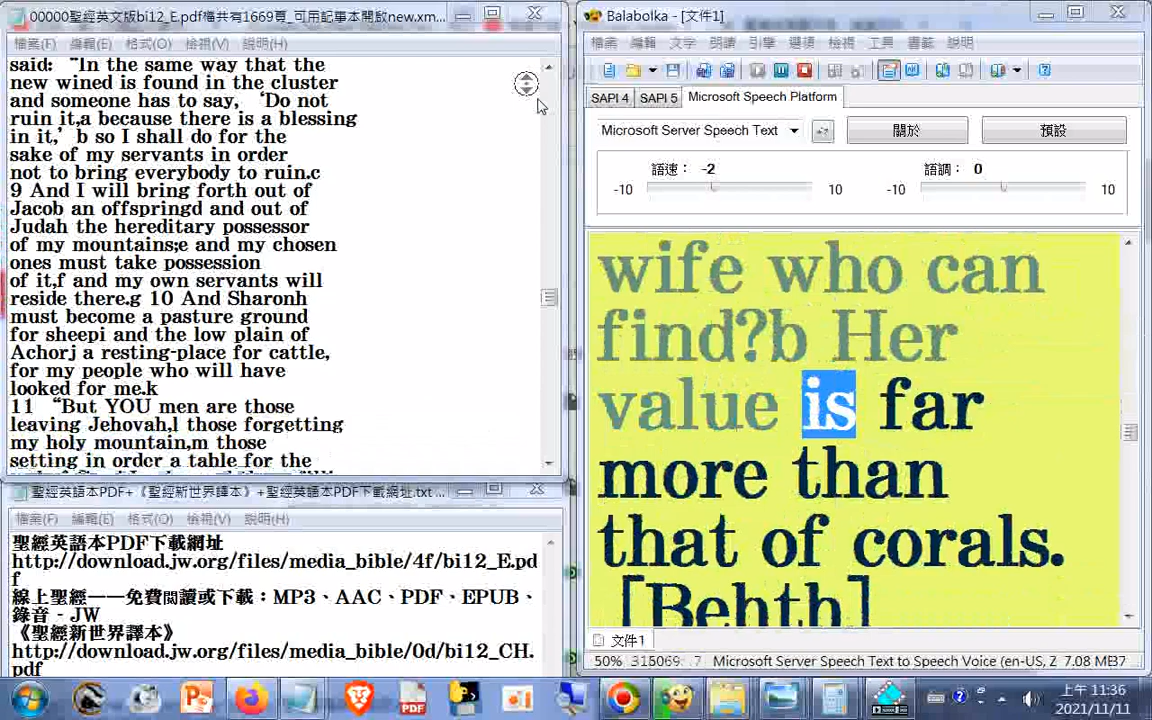 00000聖經英文版bi12_E.pdf檔共有1669頁_可用記事本開啟new.xm...
檔案(F) 編輯(E) 格式(O) 檢視(V) 說明(H)
said: “In the same way that the
new wined is found in the cluster
and someone has to say, ‘Do not
ruin it,a because there is a blessing
in it,’b so I shall do for the
sake of my servants in order
not to bring everybody to ruin.c
9 And I will bring forth out of
Jacob an offspringd and out of
Judah the hereditary possessor
of my mountains;e and my chosen
ones must take possession
of it,f and my own servants will
reside there.g 10 And Sharonh
must become a pasture ground
for sheepi and the low plain of
Achorj a resting-place for cattle,
for my people who will have
looked for me.k
11 “But YOU men are those
leaving Jehovah,l those forgetting
my holy mountain,m those
setting in order a table for the
聖經英語本PDF+《聖經新世界譯本》+聖經英語本PDF下載網址.txt ...
檔案(F) 編輯(E) 格式(O) 檢視(V) 說明(H)
聖經英語本PDF下載網址
http://download.jw.org/files/media_bible/4f/bi12_E.pd
f
線上聖經——免費閱讀或下載：MP3、AAC、PDF、EPUB、
錄音 - JW
《聖經新世界譯本》
http://download.jw.org/files/media_bible/0d/bi12_CH.
pdf
Balabolka - [文件1]
檔案 編輯 文字 朗讀 引擎 選項 檢視 工具 書籤 說明
SAPI 4 SAPI 5 Microsoft Speech Platform
Microsoft Server Speech Text 關於 預設
語速： -2 語調： 0
-10 10 -10 10
wife who can
find?b Her
value is far
more than
that of corals.
[Behth]
文件1
50% Microsoft Server Speech Text to Speech Voice (en-US, Z 7.08 MB
上午 11:36
2021/11/11